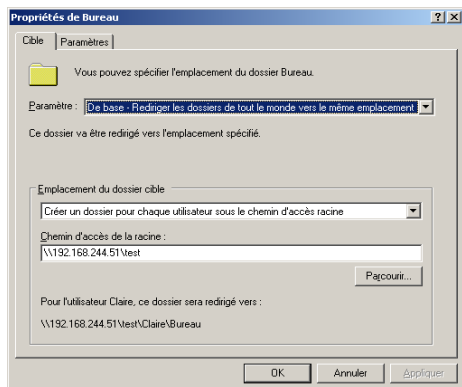 Propriétés de Bureau
Cible Paramètres
Vous pouvez spécifier l'emplacement du dossier Bureau.
Paramètre : De base - Rediriger les dossiers de tout le monde vers le même emplacement
Ce dossier va être redirigé vers l'emplacement spécifié.
Emplacement du dossier cible
Créer un dossier pour chaque utilisateur sous le chemin d'accès racine
Chemin d'accès de la racine :
\\192.168.244.51\test
Parcourir...
Pour l'utilisateur Claire, ce dossier sera redirigé vers :
\\192.168.244.51\test\Claire\Bureau
OK Annuler Appliquer